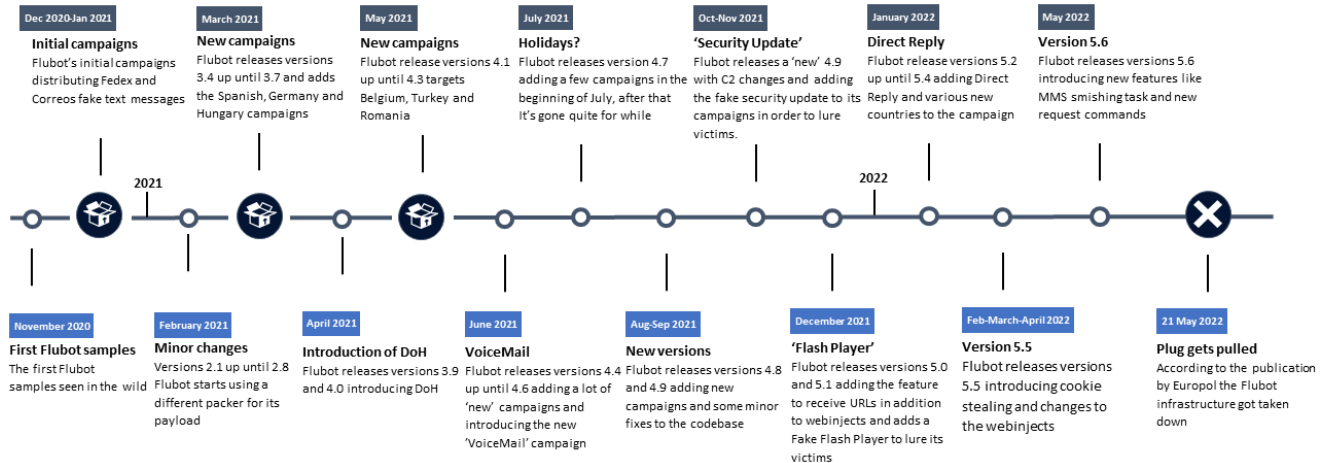 Dec 2020-Jan 2021
Initial campaigns
Flubot's initial campaigns
distributing Fedex and
Correos fake text messages
March 2021
New campaigns
Flubot releases versions
3.4 up until 3.7 and adds
the Spanish, Germany and
Hungary campaigns
May 2021
New campaigns
Flubot release versions 4.1
up until 4.3 targets
Belgium, Turkey and
Romania
July 2021
Holidays?
Flubot release version 4.7
adding a few campaigns in the
beginning of July, after that
It's gone quite for while
Oct-Nov 2021
‘Security Update’
Flubot releases a ‘new’ 4.9
with C2 changes and adding
the fake security update to its
campaigns in order to lure
victims.
January 2022
Direct Reply
Flubot releases versions 5.2
up until 5.4 adding Direct
Reply and various new
countries to the campaign
May 2022
Version 5.6
Flubot releases versions 5.6
introducing new features like
MMS smishing task and new
request commands
2021
2022
November 2020
First Flubot samples
The first Flubot
samples seen in the wild
February 2021
Minor changes
Versions 2.1 up until 2.8
Flubot starts using a
different packer for its
payload
April 2021
Introduction of DoH
Flubot releases versions 3.9
and 4.0 introducing DoH
June 2021
VoiceMail
Flubot releases versions 4.4
up until 4.6 adding a lot of
‘new’ campaigns and
introducing the new
‘VoiceMail’ campaign
Aug-Sep 2021
New versions
Flubot releases versions 4.8
and 4.9 adding new
campaigns and some minor
fixes to the codebase
December 2021
‘Flash Player’
Flubot releases versions 5.0
and 5.1 adding the feature
to receive URLs in addition
to webinjects and adds a
Fake Flash Player to lure its
victims
Feb-March-April 2022
Version 5.5
Flubot releases versions
5.5 introducing cookie
stealing and changes to
the webinjects
21 May 2022
Plug gets pulled
According to the publication
by Europol the Flubot
infrastructure got taken
down